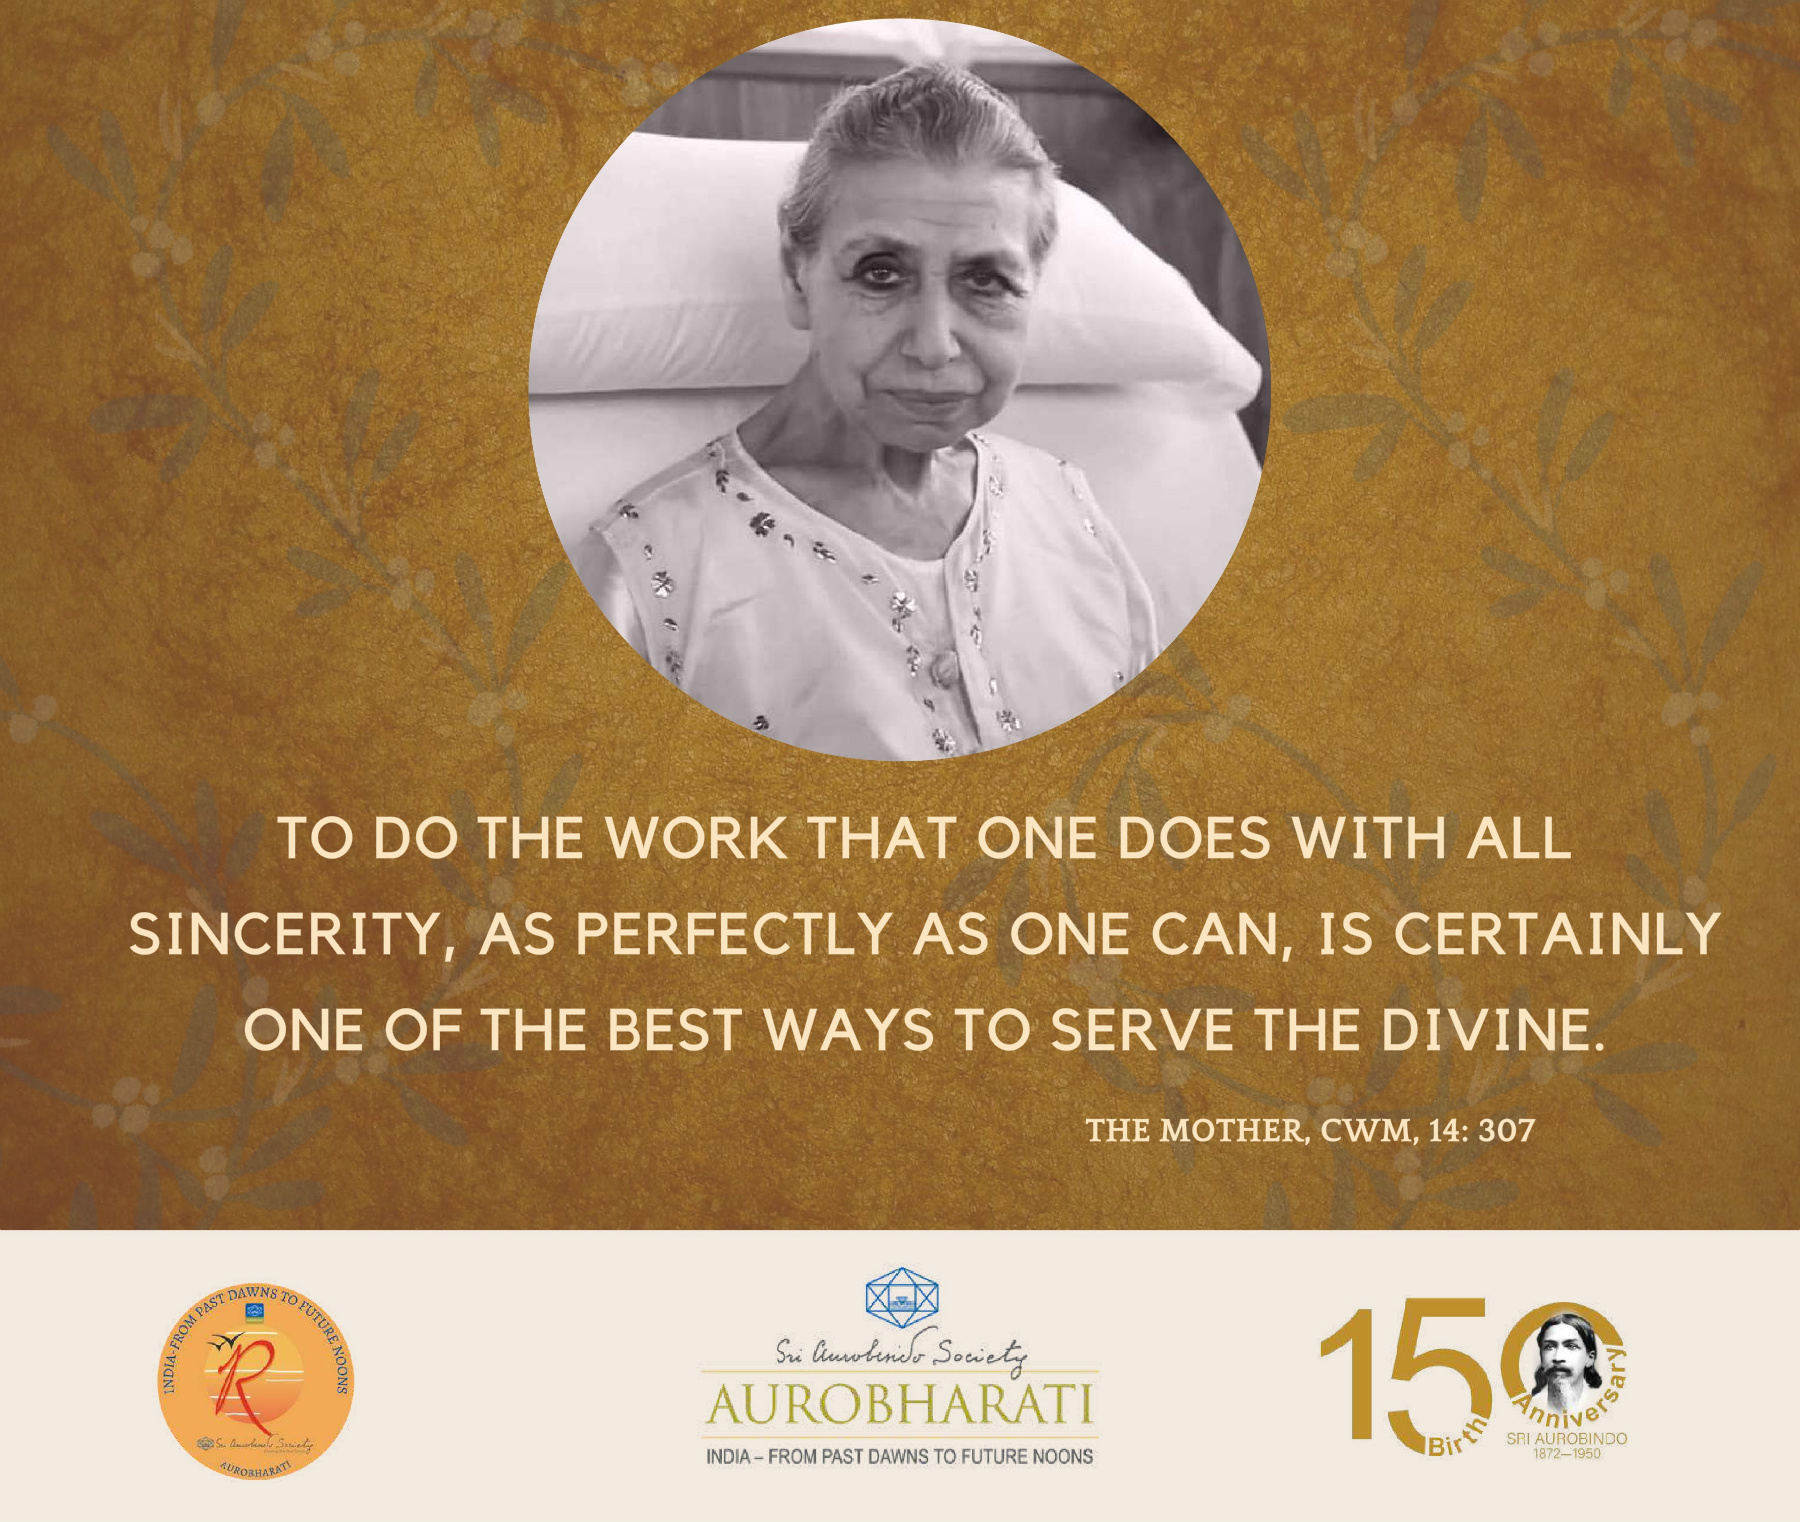 TO DO THE WORK THAT ONE DOES WITH ALL
SINCERITY, AS PERFECTLY AS ONE CAN, IS CERTAINLY
ONE OF THE BEST WAYS TO SERVE THE DIVINE.
THE MOTHER, CWM, 14: 307
INDIA-FROM PAST DAWNS TO FUTURE NOONS
R
Sri Aurobindo Society
AUROBHARATI
Sri Aurobindo Society
AUROBHARATI
INDIA – FROM PAST DAWNS TO FUTURE NOONS
150
Birth Anniversary
SRI AUROBINDO
1872—1950